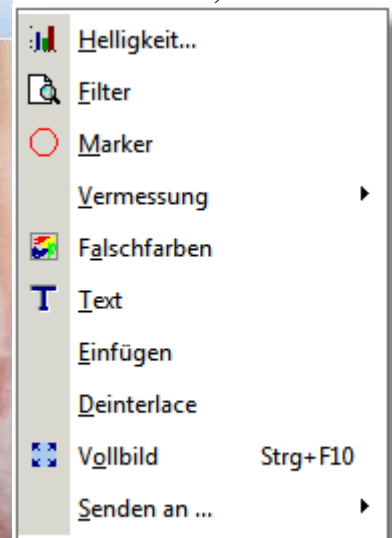 Helligkeit...
Filter
Marker
Vermessung
Falschfarben
Text
Einfügen
Deinterlace
Vollbild Strg+F10
Senden an ...